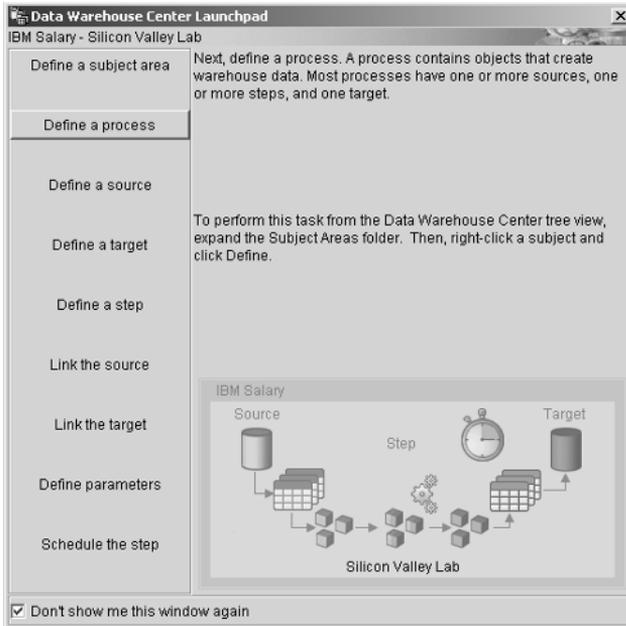 Data Warehouse Center Launchpad
IBM Salary - Silicon Valley Lab
Define a subject area
Define a process
Define a source
Define a target
Define a step
Link the source
Link the target
Define parameters
Schedule the step
Next, define a process. A process contains objects that create
warehouse data. Most processes have one or more sources, one
or more steps, and one target.
To perform this task from the Data Warehouse Center tree view,
expand the Subject Areas folder. Then, right-click a subject and
click Define.
IBM Salary
Source
Step
Target
Silicon Valley Lab
Don't show me this window again